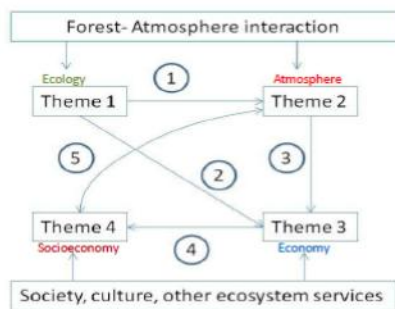 Forest- Atmosphere interaction
Ecology
Atmosphere
1
Theme 1
Theme 2
5
2
3
Theme 4
Theme 3
4
Socioeconomy
Economy
Society, culture, other ecosystem services